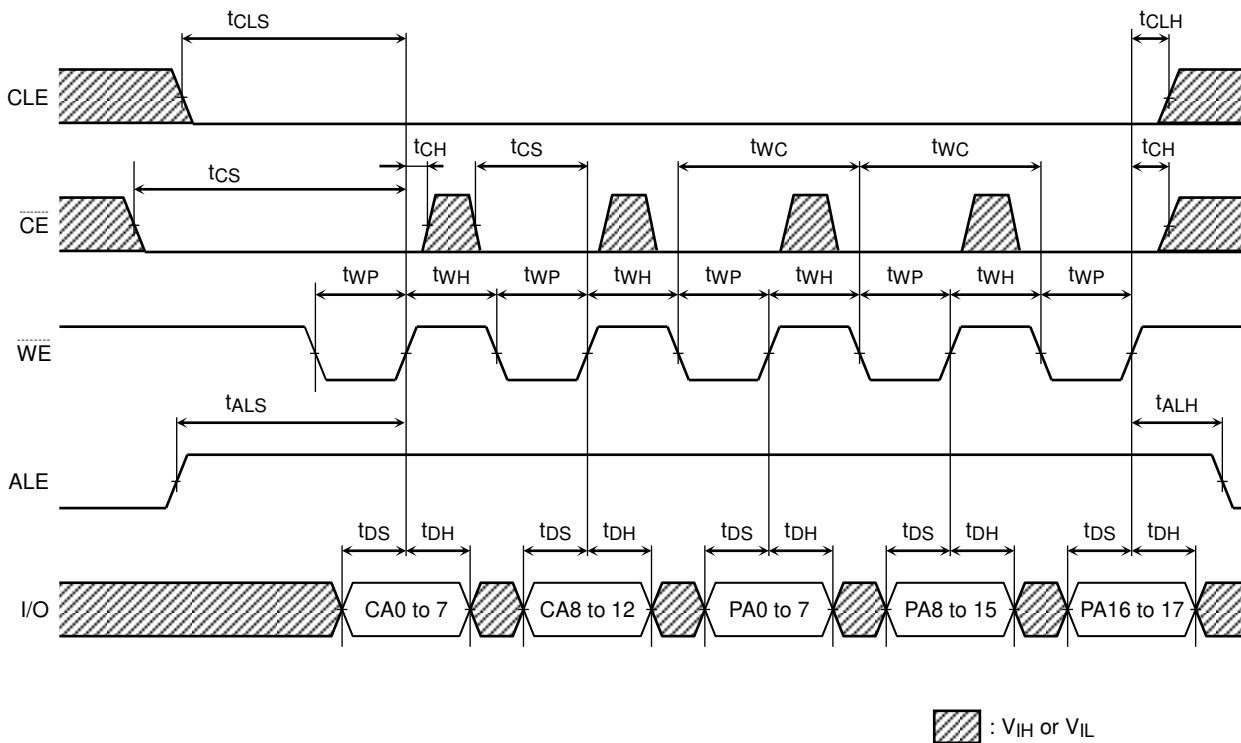 tCLS tCLH
CLE
tCH tCS tWC tWC tCH
tCS
CE
tWP tWH tWP tWH tWP tWH tWP tWH tWP
WE
tALS tALH
ALE
tDS tDH tDS tDH tDS tDH tDS tDH tDS tDH
I/O CA0 to 7 CA8 to 12 PA0 to 7 PA8 to 15 PA16 to 17
: VIH or VIL